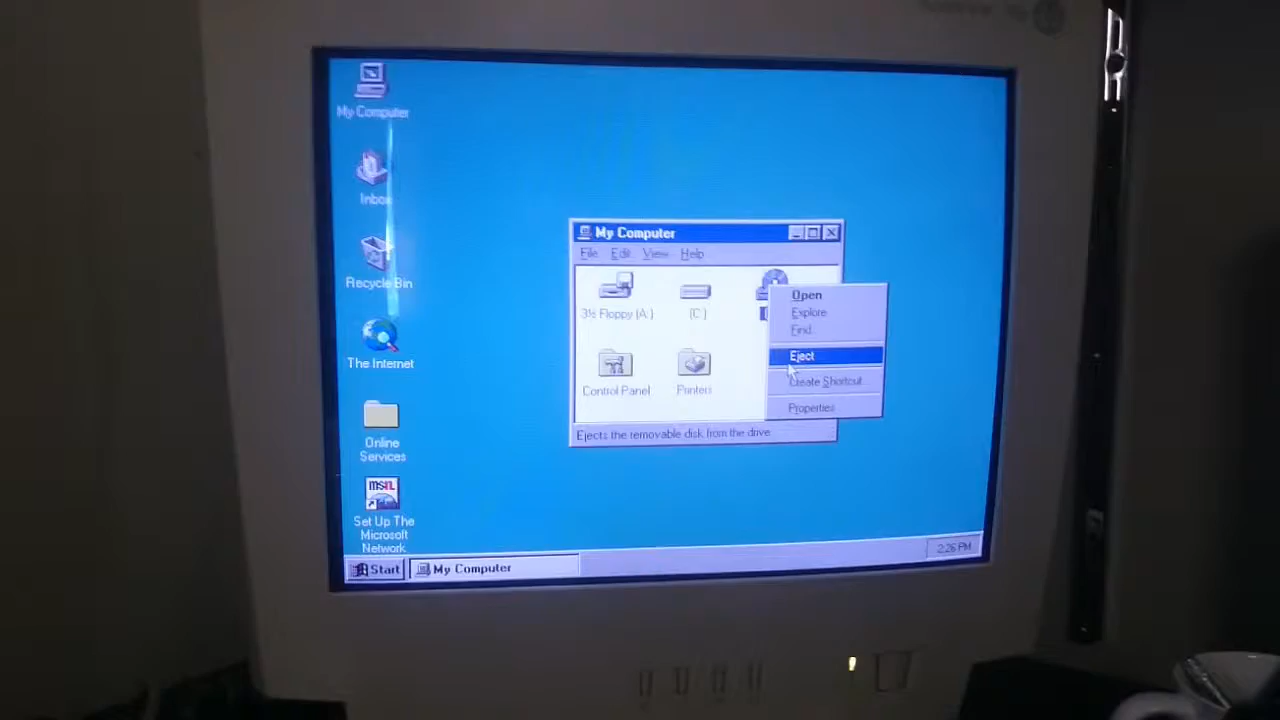 My Computer
Inbox
Recycle Bin
The Internet
Online
Services
msn
Set Up The
Microsoft
Network
My Computer
File Edit View Help
3½ Floppy (A:)
(C:)
Control Panel
Printers
Open
Explore
Find...
Eject
Create Shortcut
Properties
Ejects the removable disk from the drive
Start
My Computer
2:26 PM